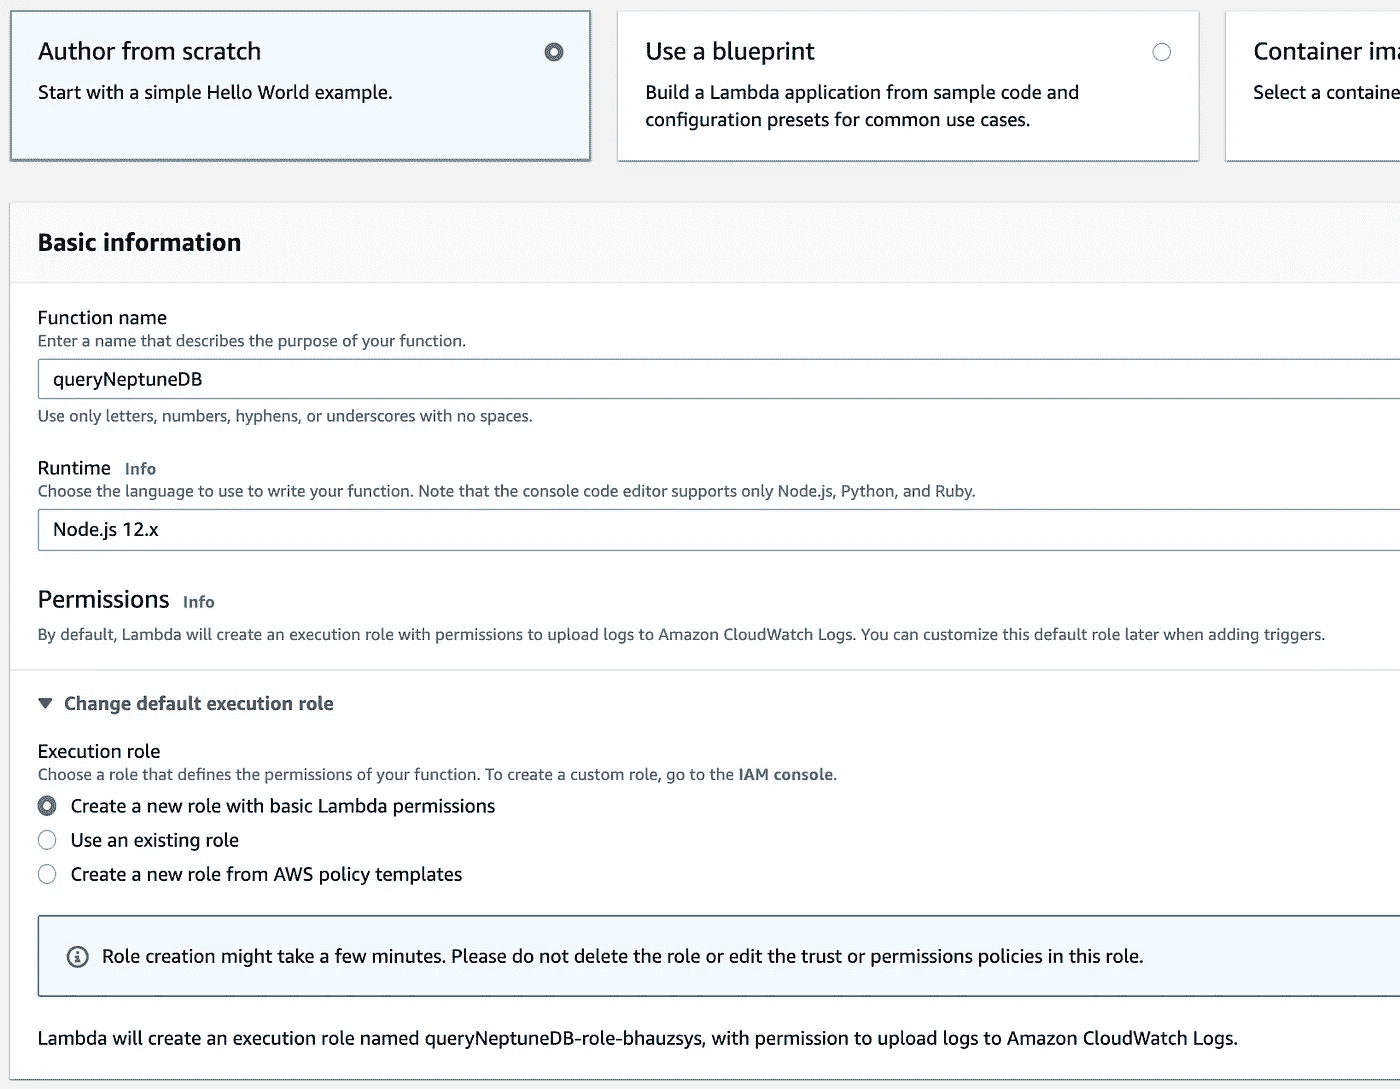 Author from scratch
Start with a simple Hello World example.
Use a blueprint
Build a Lambda application from sample code and
configuration presets for common use cases.
Container
Select a
Basic information
Function name
Enter a name that describes the purpose of your function.
queryNeptuneDB
Use only letters, numbers, hyphens, or underscores with no spaces.
Runtime Info
Choose the language to use to write your function. Note that the console code editor supports only Node.js, Python, and Ruby.
Node.js 12.x
Permissions Info
By default, Lambda will create an execution role with permissions to upload logs to Amazon CloudWatch Logs. You can customize this default role later when adding triggers.
Change default execution role
Execution role
Choose a role that defines the permissions of your function. To create a custom role, go to the IAM console.
Create a new role with basic Lambda permissions
Use an existing role
Create a new role from AWS policy templates
Role creation might take a few minutes. Please do not delete the role or edit the trust or permissions policies in this role.
Lambda will create an execution role named queryNeptuneDB-role-bhauzsys, with permission to upload logs to Amazon CloudWatch Logs.